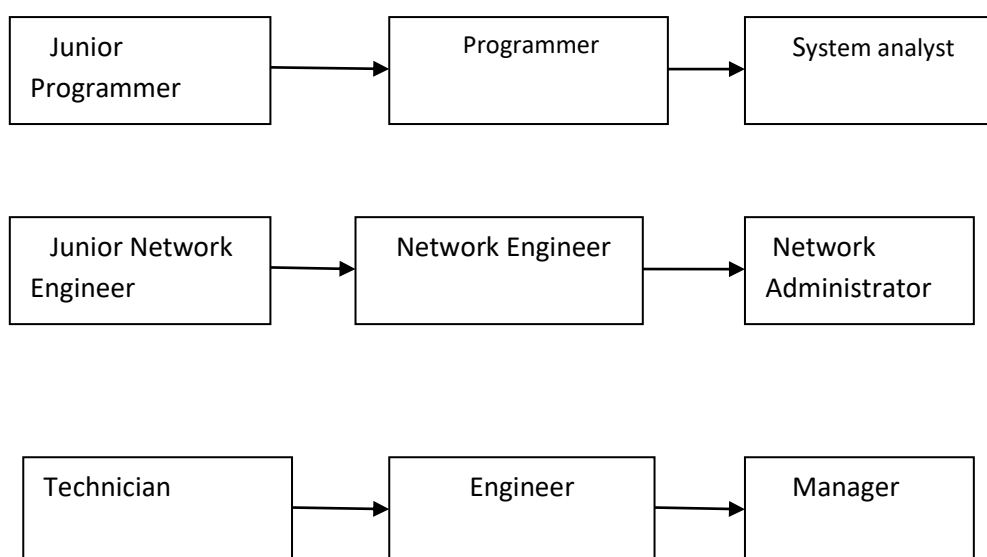 Junior
Programmer
Programmer
System analyst
Junior Network
Engineer
Network Engineer
Network
Administrator
Technician
Engineer
Manager